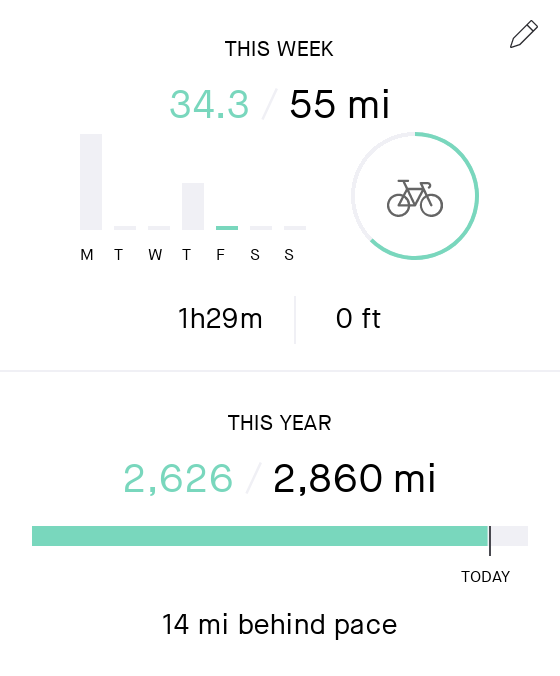 THIS WEEK
34.3 / 55 mi
M T W T F S S
1h29m 0 ft
THIS YEAR
2,626 / 2,860 mi
TODAY
14 mi behind pace